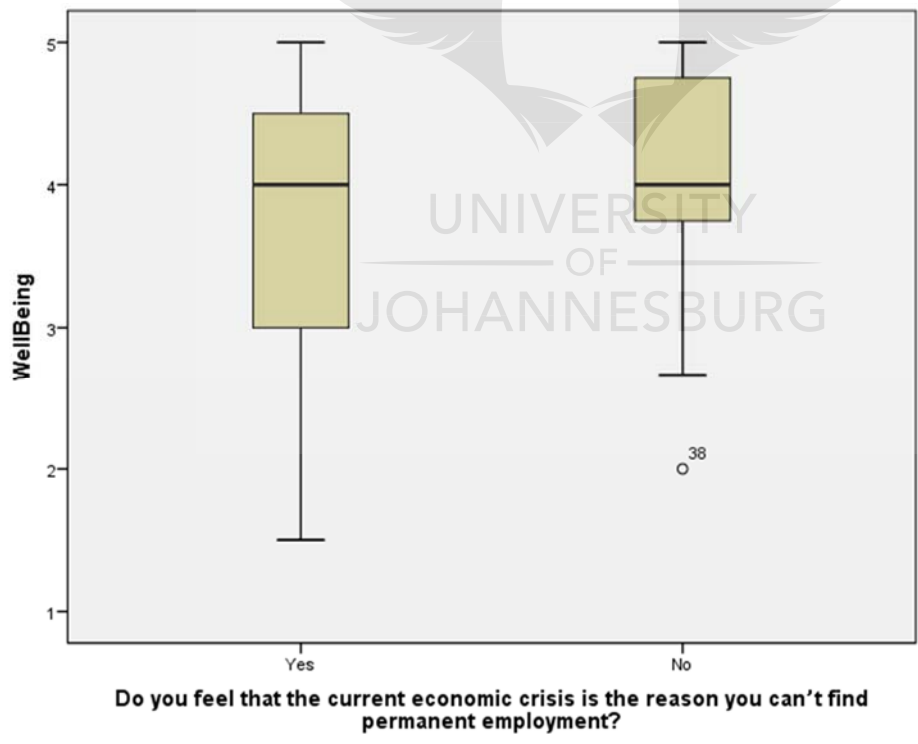 5
4
3
2
1
WellBeing
38
UNIVERSITY
OF
JOHANNESBURG
Yes
No
Do you feel that the current economic crisis is the reason you can’t find
permanent employment?